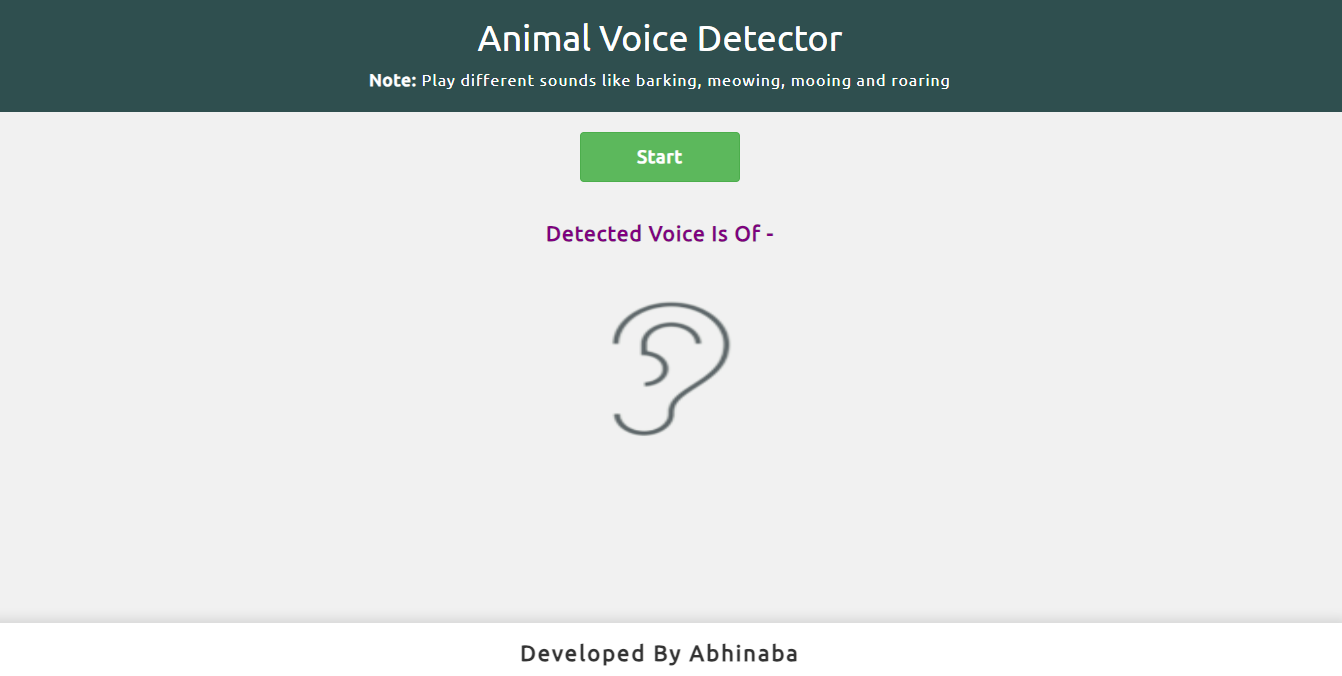 Animal Voice Detector
Note: Play different sounds like barking, meowing, mooing and roaring
Start
Detected Voice Is Of -
Developed By Abhinaba